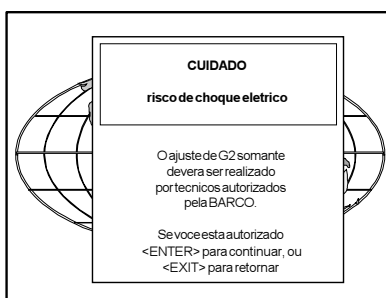 CUIDADO
risco de choque eletrico
O ajuste de G2 somante
devera ser realizado
por tecnicos autorizados
pela BARCO.
Se voce esta autorizado
<ENTER> para continuar, ou
<EXIT> para retornar